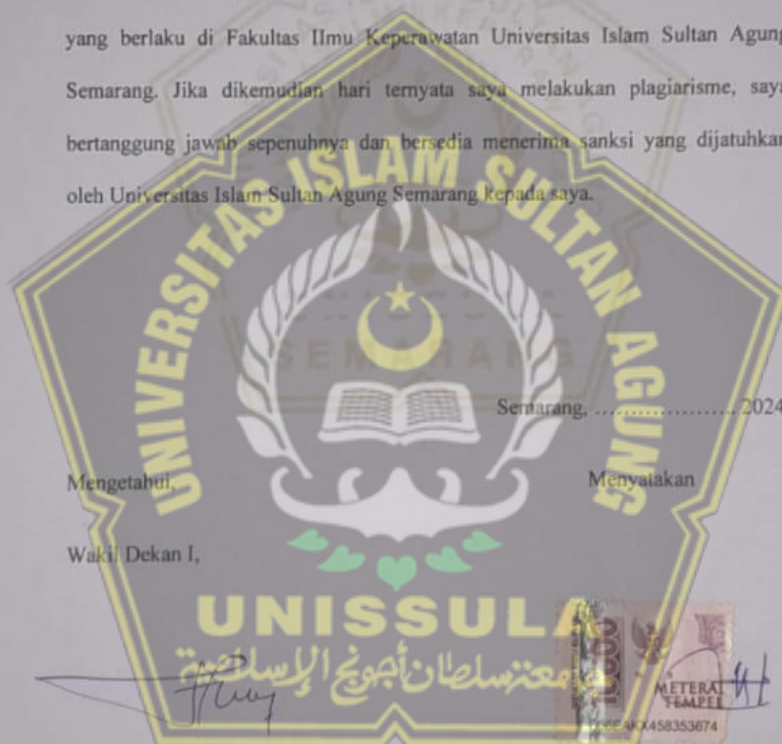 yang berlaku di Fakultas Ilmu Keperawatan Universitas Islam Sultan Agung
Semarang. Jika dikemudian hari ternyata saya melakukan plagiarisme, saya
bertanggung jawab sepenuhnya dan bersedia menerima sanksi yang dijatuhkan
oleh Universitas Islam Sultan Agung Semarang kepada saya.
UNIVERSITAS ISLAM SULTAN AGUNG
SEMARANG
Semarang, ...................... 2024
Mengetahui,
Menyatakan
Wakil Dekan I,
UNISSULA
جامعة سلطان أجونج الإسلامية
10000
METERAI
TEMPEL
458353674